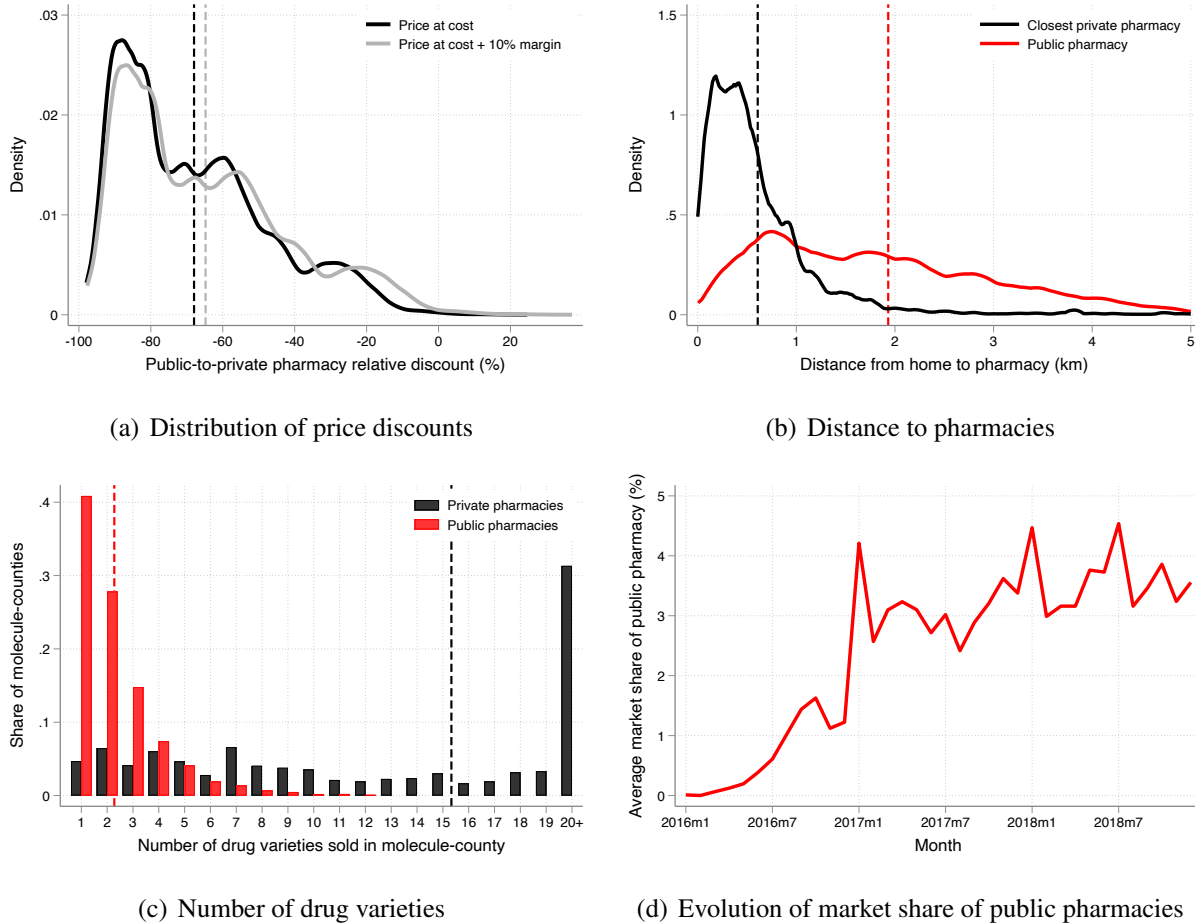 .03
.02
.01
0
Density
Price at cost
Price at cost + 10% margin
-100 -80 -60 -40 -20 0 20
Public-to-private pharmacy relative discount (%)
(a) Distribution of price discounts
1.5
1
.5
0
Density
Closest private pharmacy
Public pharmacy
0 1 2 3 4 5
Distance from home to pharmacy (km)
(b) Distance to pharmacies
.4
.3
.2
.1
0
Share of molecule-counties
Private pharmacies
Public pharmacies
1 2 3 4 5 6 7 8 9 10 11 12 13 14 15 16 17 18 19 20+
Number of drug varieties sold in molecule-county
(c) Number of drug varieties
5
4
3
2
1
0
Average market share of public pharmacy (%)
2016m1 2016m7 2017m1 2017m7 2018m1 2018m7
Month
(d) Evolution of market share of public pharmacies